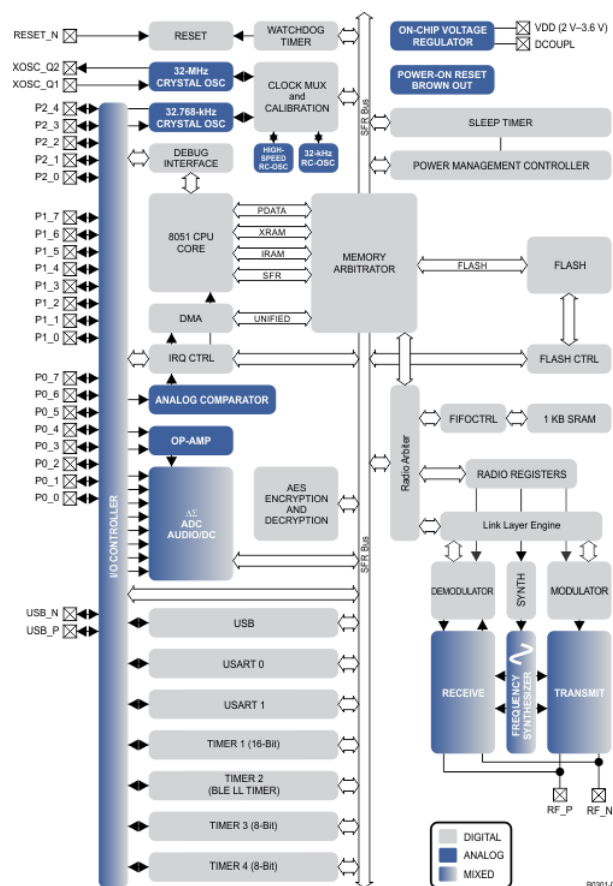 RESET_N
RESET
WATCHDOG
TIMER
ON-CHIP VOLTAGE
REGULATOR
VDD (2 V–3.6 V)
DCOUPL
XOSC_Q2
XOSC_Q1
32-MHz
CRYSTAL OSC
CLOCK MUX
and
CALIBRATION
POWER-ON RESET
BROWN OUT
P2_4
P2_3
P2_2
P2_1
P2_0
32.768-kHz
CRYSTAL OSC
HIGH-
SPEED
RC-OSC
32-kHz
RC-OSC
DEBUG
INTERFACE
SFR Bus
SLEEP TIMER
POWER MANAGEMENT CONTROLLER
P1_7
P1_6
P1_5
P1_4
P1_3
P1_2
P1_1
P1_0
8051 CPU
CORE
PDATA
XRAM
IRAM
SFR
MEMORY
ARBITRATOR
FLASH
FLASH
DMA
UNIFIED
IRQ CTRL
FLASH CTRL
P0_7
P0_6
P0_5
P0_4
P0_3
P0_2
P0_1
P0_0
ANALOG COMPARATOR
OP-AMP
ΔΣ
ADC
AUDIO/DC
AES
ENCRYPTION
AND
DECRYPTION
Radio Arbiter
FIFOCTRL
1 KB SRAM
RADIO REGISTERS
Link Layer Engine
I/O CONTROLLER
SFR Bus
DEMODULATOR
SYNTH
MODULATOR
USB_N
USB_P
USB
USART 0
USART 1
TIMER 1 (16-Bit)
TIMER 2
(BLE LL TIMER)
TIMER 3 (8-Bit)
TIMER 4 (8-Bit)
RECEIVE
FREQUENCY
SYNTHESIZER
TRANSMIT
RF_P
RF_N
DIGITAL
ANALOG
MIXED